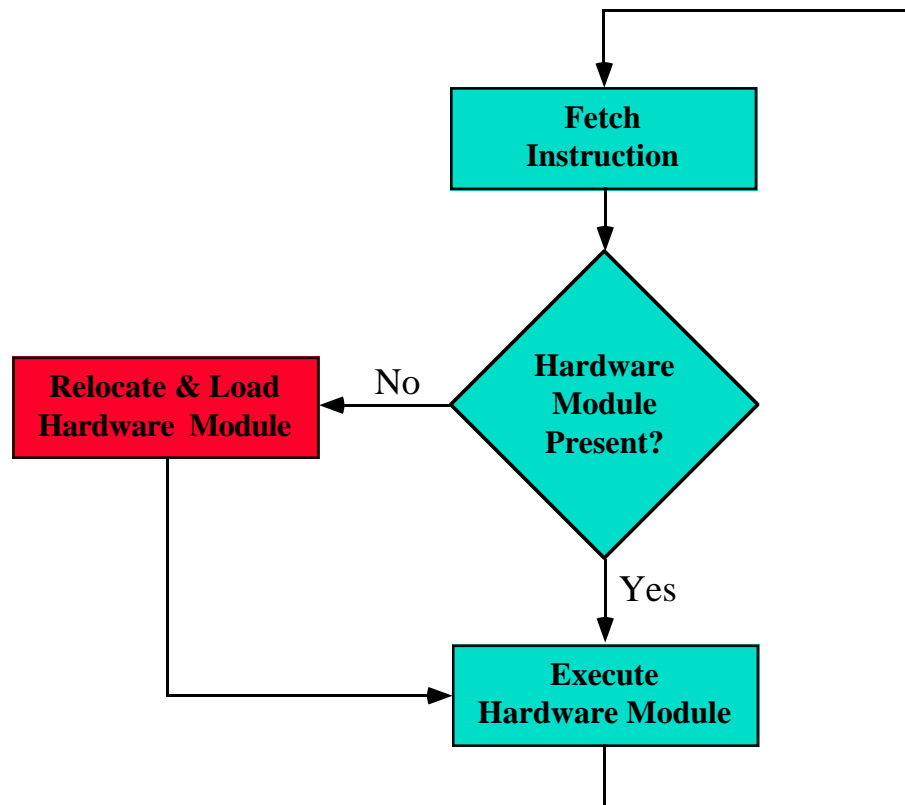 Fetch
Instruction
Hardware
Module
Present?
No
Relocate & Load
Hardware Module
Yes
Execute
Hardware Module